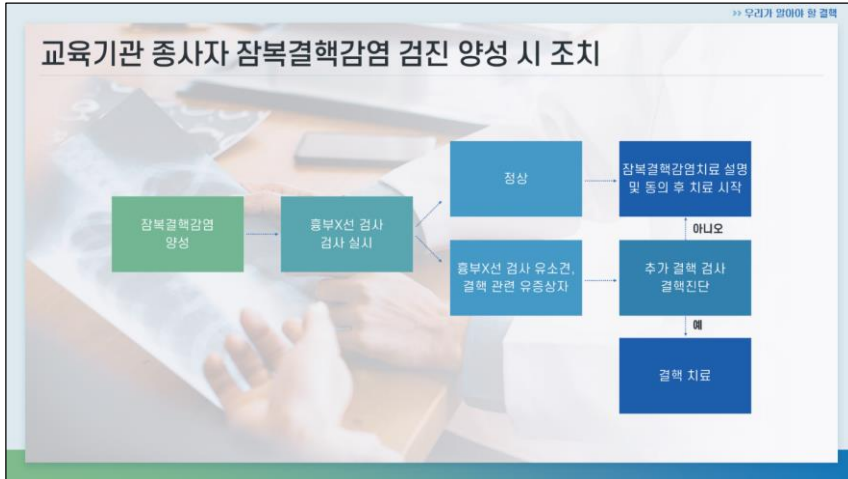 >> 우리가 알아야 할 결핵
교육기관 종사자 잠복결핵감염 검진 양성 시 조치
잠복결핵감염
양성
흉부X선 검사
검사 실시
정상
흉부X선 검사 유소견,
결핵 관련 유증상자
잠복결핵감염치료 설명
및 동의 후 치료 시작
아니오
추가 결핵 검사
결핵진단
예
결핵 치료